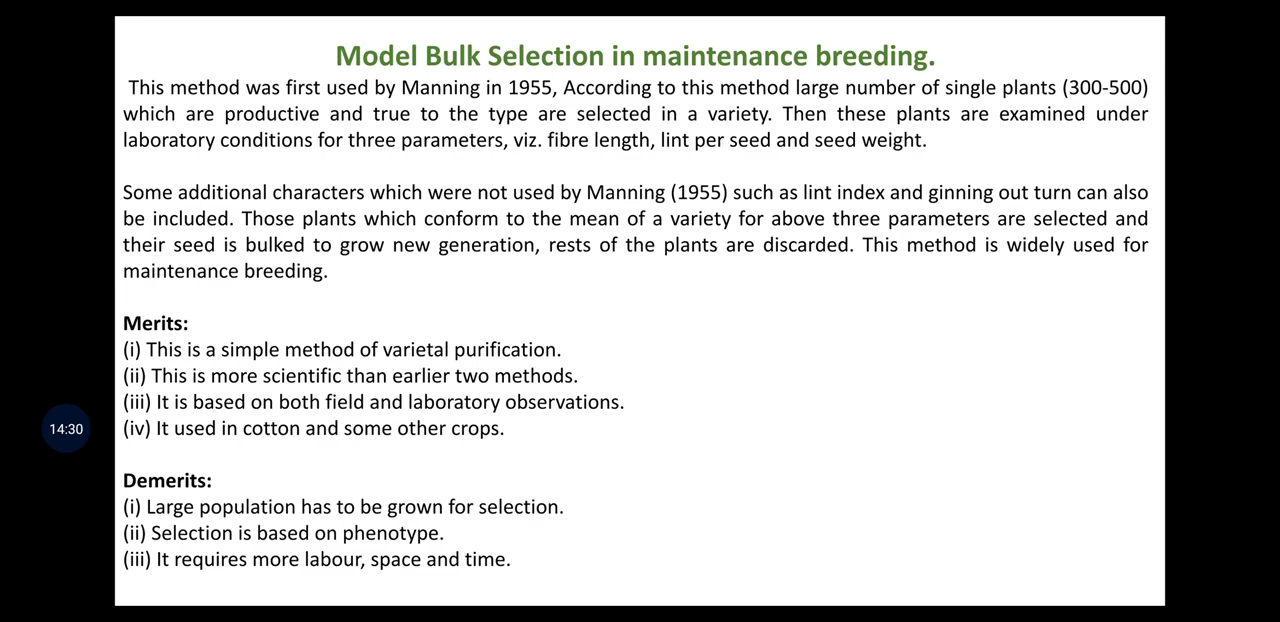 Model Bulk Selection in maintenance breeding.
This method was first used by Manning in 1955, According to this method large number of single plants (300-500)
which are productive and true to the type are selected in a variety. Then these plants are examined under
laboratory conditions for three parameters, viz. fibre length, lint per seed and seed weight.
Some additional characters which were not used by Manning (1955) such as lint index and ginning out turn can also
be included. Those plants which conform to the mean of a variety for above three parameters are selected and
their seed is bulked to grow new generation, rests of the plants are discarded. This method is widely used for
maintenance breeding.
Merits:
(i) This is a simple method of varietal purification.
(ii) This is more scientific than earlier two methods.
(iii) It is based on both field and laboratory observations.
14:30
(iv) It used in cotton and some other crops.
Demerits:
(i) Large population has to be grown for selection.
(ii) Selection is based on phenotype.
(iii) It requires more labour, space and time.